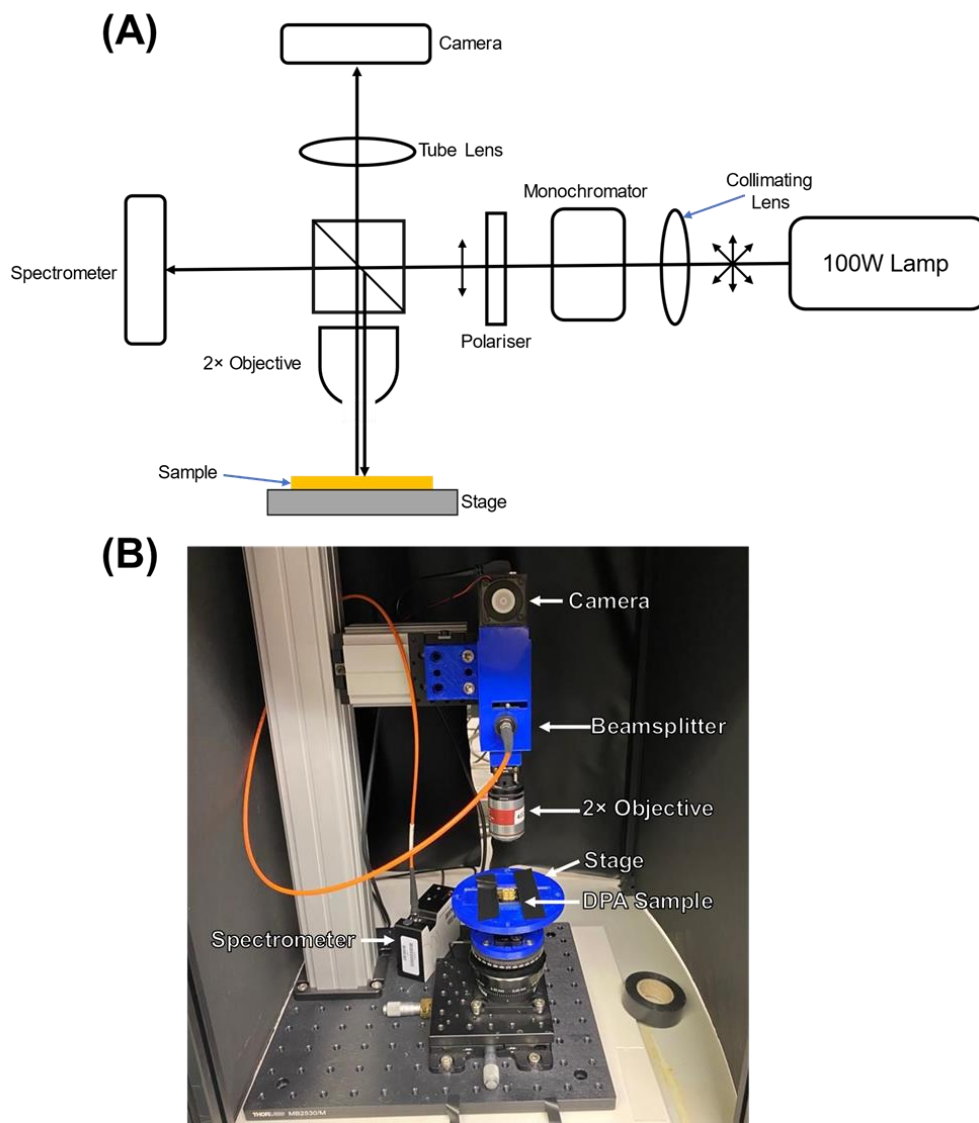 (A)
Camera
Tube Lens
Monochromator
Collimating
Lens
Spectrometer
100W Lamp
Polariser
2× Objective
Sample
Stage
(B)
Camera
Beamsplitter
2× Objective
Stage
DPA Sample
Spectrometer
THORLABS
MB2530/M